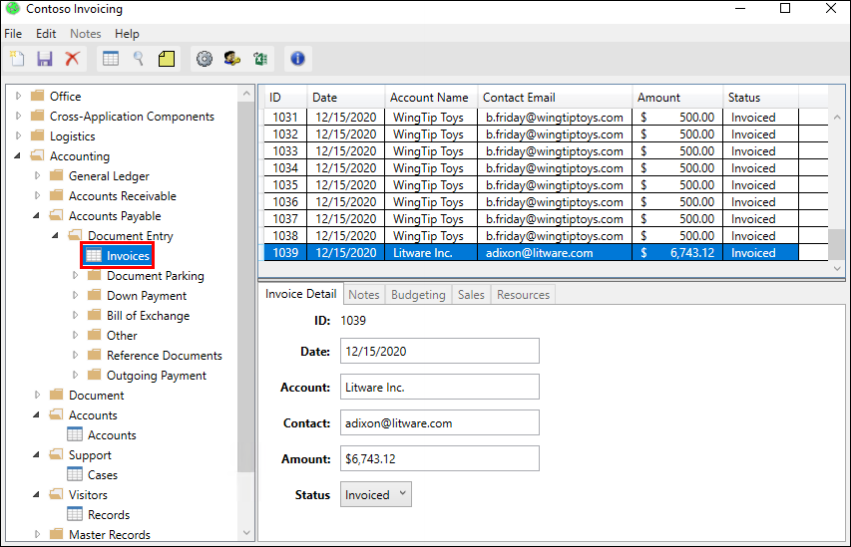 Contoso Invoicing
File Edit Notes Help
Office
Cross-Application Components
Logistics
Accounting
General Ledger
Accounts Receivable
Accounts Payable
Document Entry
Invoices
Document Parking
Down Payment
Bill of Exchange
Other
Reference Documents
Outgoing Payment
Document
Accounts
Accounts
Support
Cases
Visitors
Records
Master Records
ID Date Account Name Contact Email Amount Status
1031 12/15/2020 WingTip Toys b.friday@wingtiptoys.com $ 500.00 Invoiced
1032 12/15/2020 WingTip Toys b.friday@wingtiptoys.com $ 500.00 Invoiced
1033 12/15/2020 WingTip Toys b.friday@wingtiptoys.com $ 500.00 Invoiced
1034 12/15/2020 WingTip Toys b.friday@wingtiptoys.com $ 500.00 Invoiced
1035 12/15/2020 WingTip Toys b.friday@wingtiptoys.com $ 500.00 Invoiced
1036 12/15/2020 WingTip Toys b.friday@wingtiptoys.com $ 500.00 Invoiced
1037 12/15/2020 WingTip Toys b.friday@wingtiptoys.com $ 500.00 Invoiced
1038 12/15/2020 WingTip Toys b.friday@wingtiptoys.com $ 500.00 Invoiced
1039 12/15/2020 Litware Inc. adixon@litware.com $ 6,743.12 Invoiced
Invoice Detail Notes Budgeting Sales Resources
ID: 1039
Date: 12/15/2020
Account: Litware Inc.
Contact: adixon@litware.com
Amount: $6,743.12
Status Invoiced